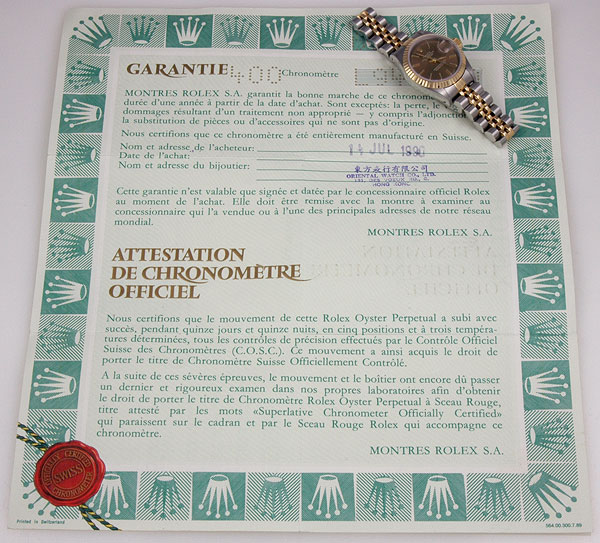 GARANTIE 400 Chronomètre
MONTRES ROLEX S.A. garantit la bonne marche de ce chronomè
durée d'une année à partir de la date d'achat. Sont exceptés: la perte, le
dommages résultant d'un traitement non approprié – y compris l'adjonction
la substitution de pièces ou d'accessoires qui ne sont pas d'origine.
Nous certifions que ce chronomètre a été entièrement manufacturé en Suisse.
Nom et adresse de l'acheteur:
14 JUL 1990
Date de l'achat:
Nom et adresse du bijoutier:
東方表行有限公司
ORIENTAL WATCH CO., LTD.
HONG KONG
Cette garantie n'est valable que signée et datée par le concessionnaire officiel Rolex
au moment de l'achat. Elle doit être remise avec la montre à examiner au
concessionnaire qui l'a vendue ou à l'une des principales adresses de notre réseau
mondial.
MONTRES ROLEX S.A.
ATTESTATION
DE CHRONOMÈTRE
OFFICIEL
Nous certifions que le mouvement de cette Rolex Oyster Perpetual a subi avec
succès, pendant quinze jours et quinze nuits, en cinq positions et à trois tempéra-
tures déterminées, tous les contrôles de précision effectués par le Contrôle Officiel
Suisse des Chronomètres (C.O.S.C.). Ce mouvement a ainsi acquis le droit de
porter le titre de Chronomètre Suisse Officiellement Contrôlé.
A la suite de ces sévères épreuves, le mouvement et le boîtier ont encore dû passer
un dernier et rigoureux examen dans nos propres laboratoires afin d'obtenir
le droit de porter le titre de Chronomètre Rolex Oyster Perpetual à Sceau Rouge,
titre attesté par les mots «Superlative Chronometer Officially Certified»
qui paraissent sur le cadran et par le Sceau Rouge Rolex qui accompagne ce
chronomètre.
MONTRES ROLEX S.A.
OFFICIALLY CERTIFIED
SWISS
CHRONOMETER
Printed in Switzerland
564.00.300.7.89